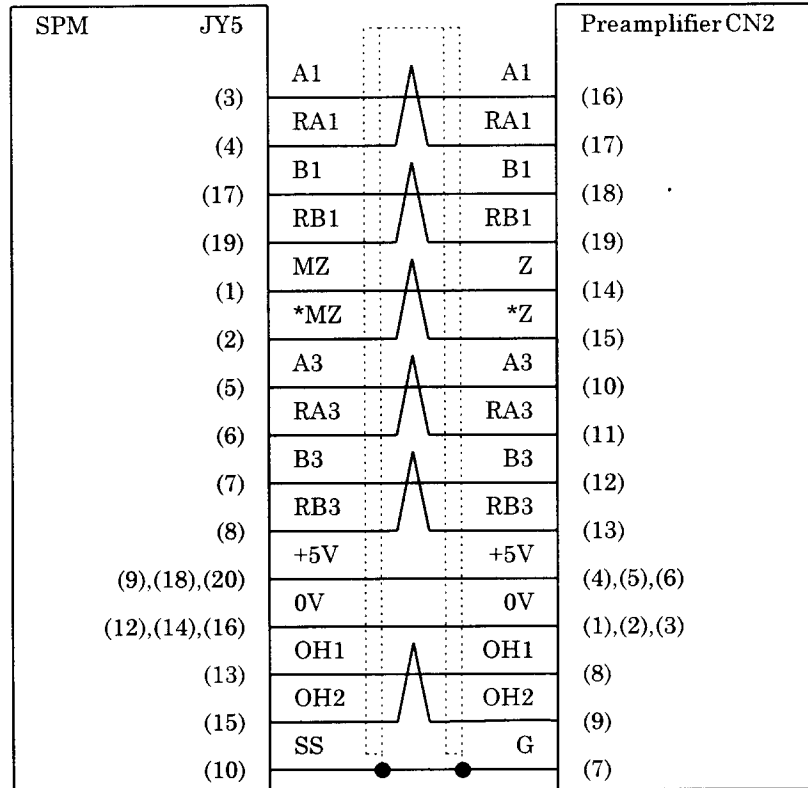 SPM JY5 Preamplifier CN2
A1 A1
(3) (16)
RA1 RA1
(4) (17)
B1 B1
(17) (18)
RB1 RB1
(19) (19)
MZ Z
(1) (14)
*MZ *Z
(2) (15)
A3 A3
(5) (10)
RA3 RA3
(6) (11)
B3 B3
(7) (12)
RB3 RB3
(8) (13)
+5V +5V
(9),(18),(20) (4),(5),(6)
0V 0V
(12),(14),(16) (1),(2),(3)
OH1 OH1
(13) (8)
OH2 OH2
(15) (9)
SS G
(10) (7)